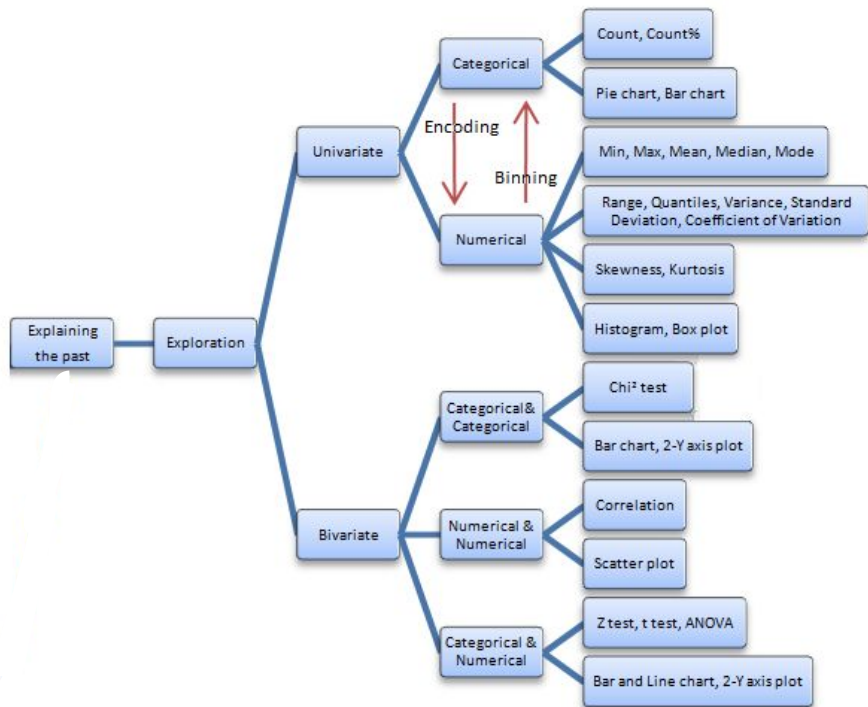 Explaining
the past
Exploration
Univariate
Categorical
Count, Count%
Pie chart, Bar chart
Encoding
Binning
Numerical
Min, Max, Mean, Median, Mode
Range, Quantiles, Variance, Standard
Deviation, Coefficient of Variation
Skewness, Kurtosis
Histogram, Box plot
Bivariate
Categorical&
Categorical
Chi² test
Bar chart, 2-Y axis plot
Numerical &
Numerical
Correlation
Scatter plot
Categorical &
Numerical
Z test, t test, ANOVA
Bar and Line chart, 2-Y axis plot